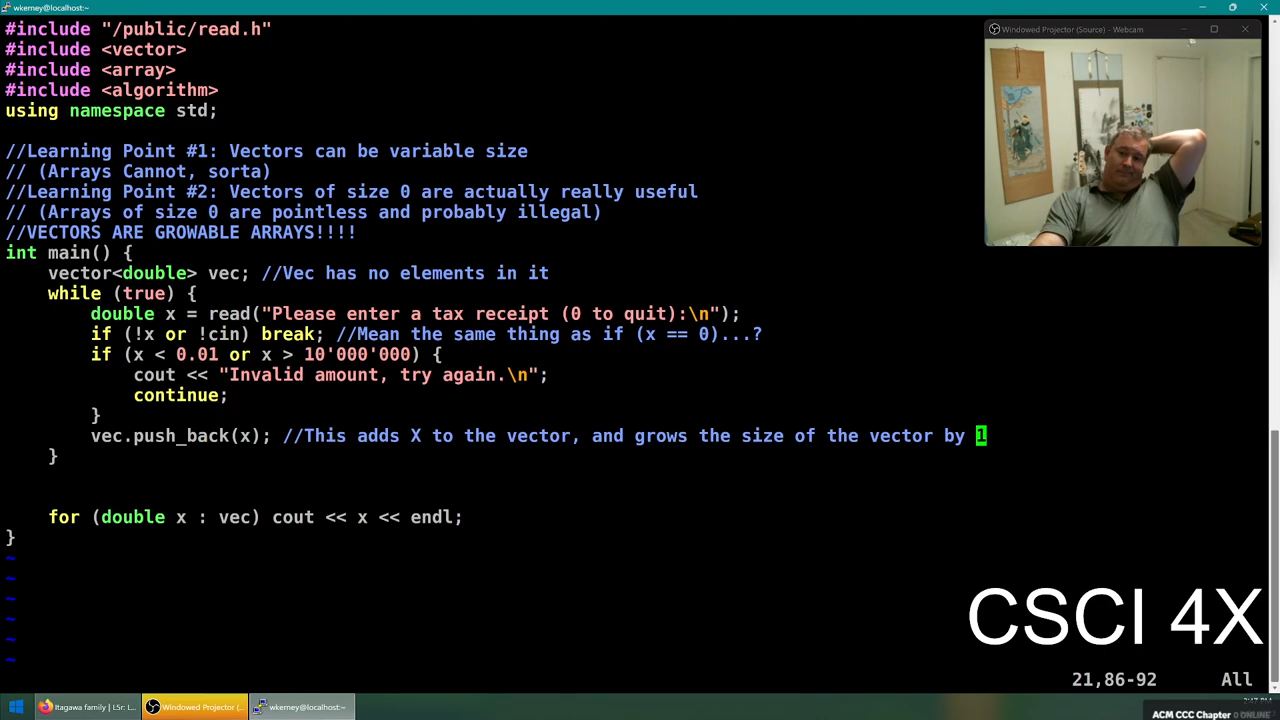 wkerney@localhost:~
#include "/public/read.h"
#include <vector>
#include <array>
#include <algorithm>
using namespace std;
//Learning Point #1: Vectors can be variable size
// (Arrays Cannot, sorta)
//Learning Point #2: Vectors of size 0 are actually really useful
// (Arrays of size 0 are pointless and probably illegal)
//VECTORS ARE GROWABLE ARRAYS!!!!
int main() {
    vector<double> vec; //Vec has no elements in it
    while (true) {
        double x = read("Please enter a tax receipt (0 to quit):\n");
        if (!x or !cin) break; //Mean the same thing as if (x == 0)...?
        if (x < 0.01 or x > 10'000'000) {
            cout << "Invalid amount, try again.\n";
            continue;
        }
        vec.push_back(x); //This adds X to the vector, and grows the size of the vector by 1
    }
    for (double x : vec) cout << x << endl;
}
~
~
~
~
~
~
Windowed Projector (Source) - Webcam
CSCI 4X
21,86-92 All
Itagawa family | l5r: l...
Windowed Projector (...
wkerney@localhost:~
ACM CCC Chapter 0 ONLINE